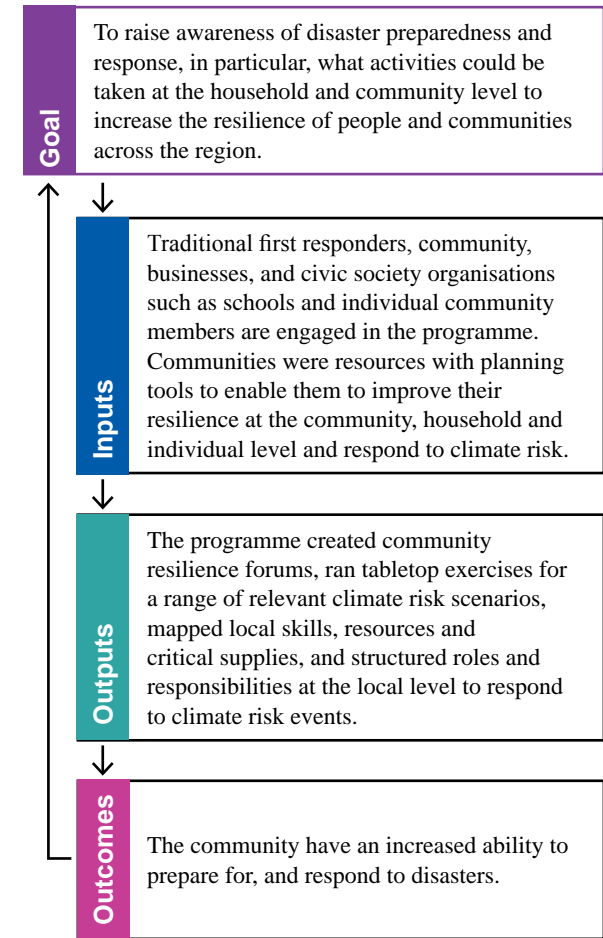 Goal
To raise awareness of disaster preparedness and
response, in particular, what activities could be
taken at the household and community level to
increase the resilience of people and communities
across the region.
Inputs
Traditional first responders, community,
businesses, and civic society organisations
such as schools and individual community
members are engaged in the programme.
Communities were resources with planning
tools to enable them to improve their
resilience at the community, household and
individual level and respond to climate risk.
Outputs
The programme created community
resilience forums, ran tabletop exercises for
a range of relevant climate risk scenarios,
mapped local skills, resources and
critical supplies, and structured roles and
responsibilities at the local level to respond
to climate risk events.
Outcomes
The community have an increased ability to
prepare for, and respond to disasters.